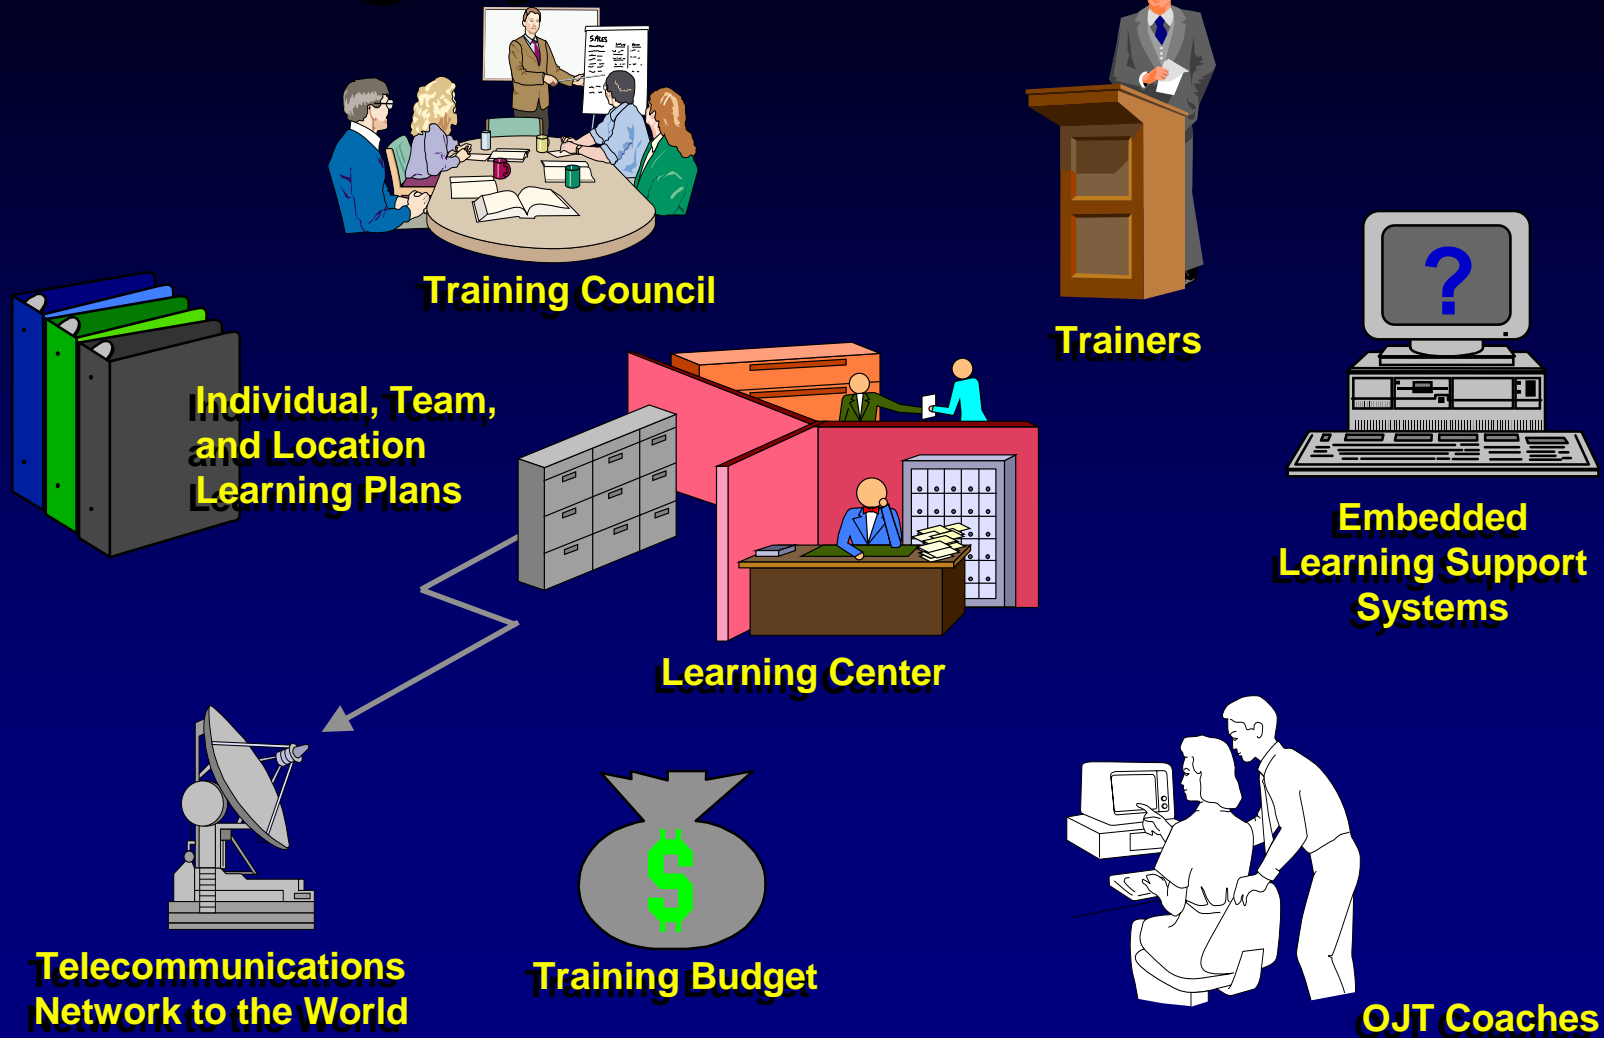 SALES
Training Council
Trainers
?
Individual, Team,
and Location
Learning Plans
Embedded
Learning Support
Systems
Learning Center
$
Telecommunications
Network to the World
Training Budget
OJT Coaches